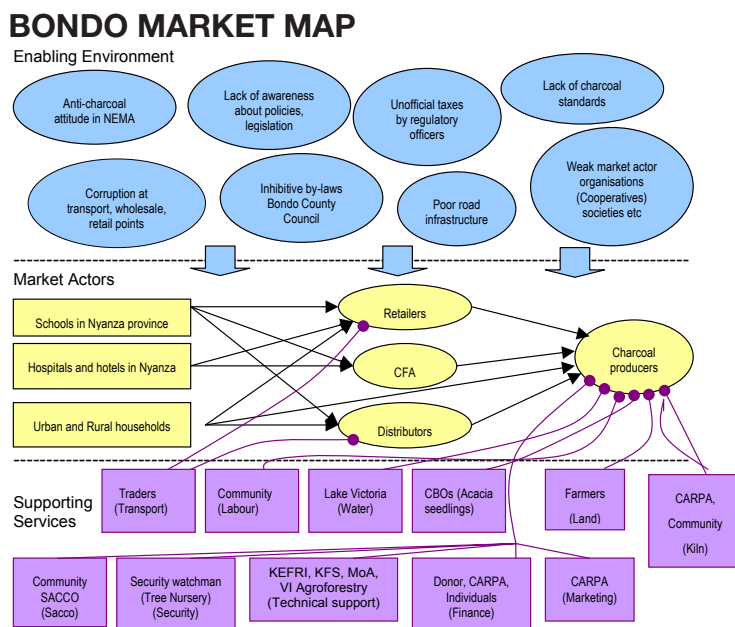 BONDO MARKET MAP
Enabling Environment
Anti-charcoal
attitude in NEMA
Lack of awareness
about policies,
legislation
Unofficial taxes
by regulatory
officers
Lack of charcoal
standards
Corruption at
transport, wholesale,
retail points
Inhibitive by-laws
Bondo County
Council
Poor road
infrastructure
Weak market actor
organisations
(Cooperatives)
societies etc
Market Actors
Schools in Nyanza province
Hospitals and hotels in Nyanza
Urban and Rural households
Retailers
CFA
Distributors
Charcoal
producers
Supporting
Services
Traders
(Transport)
Community
(Labour)
Lake Victoria
(Water)
CBOs (Acacia
seedlings)
Farmers
(Land)
CARPA,
Community
(Kiln)
Community
SACCO
(Sacco)
Security watchman
(Tree Nursery)
(Security)
KEFRI, KFS, MoA,
VI Agroforestry
(Technical support)
Donor, CARPA,
Individuals
(Finance)
CARPA
(Marketing)